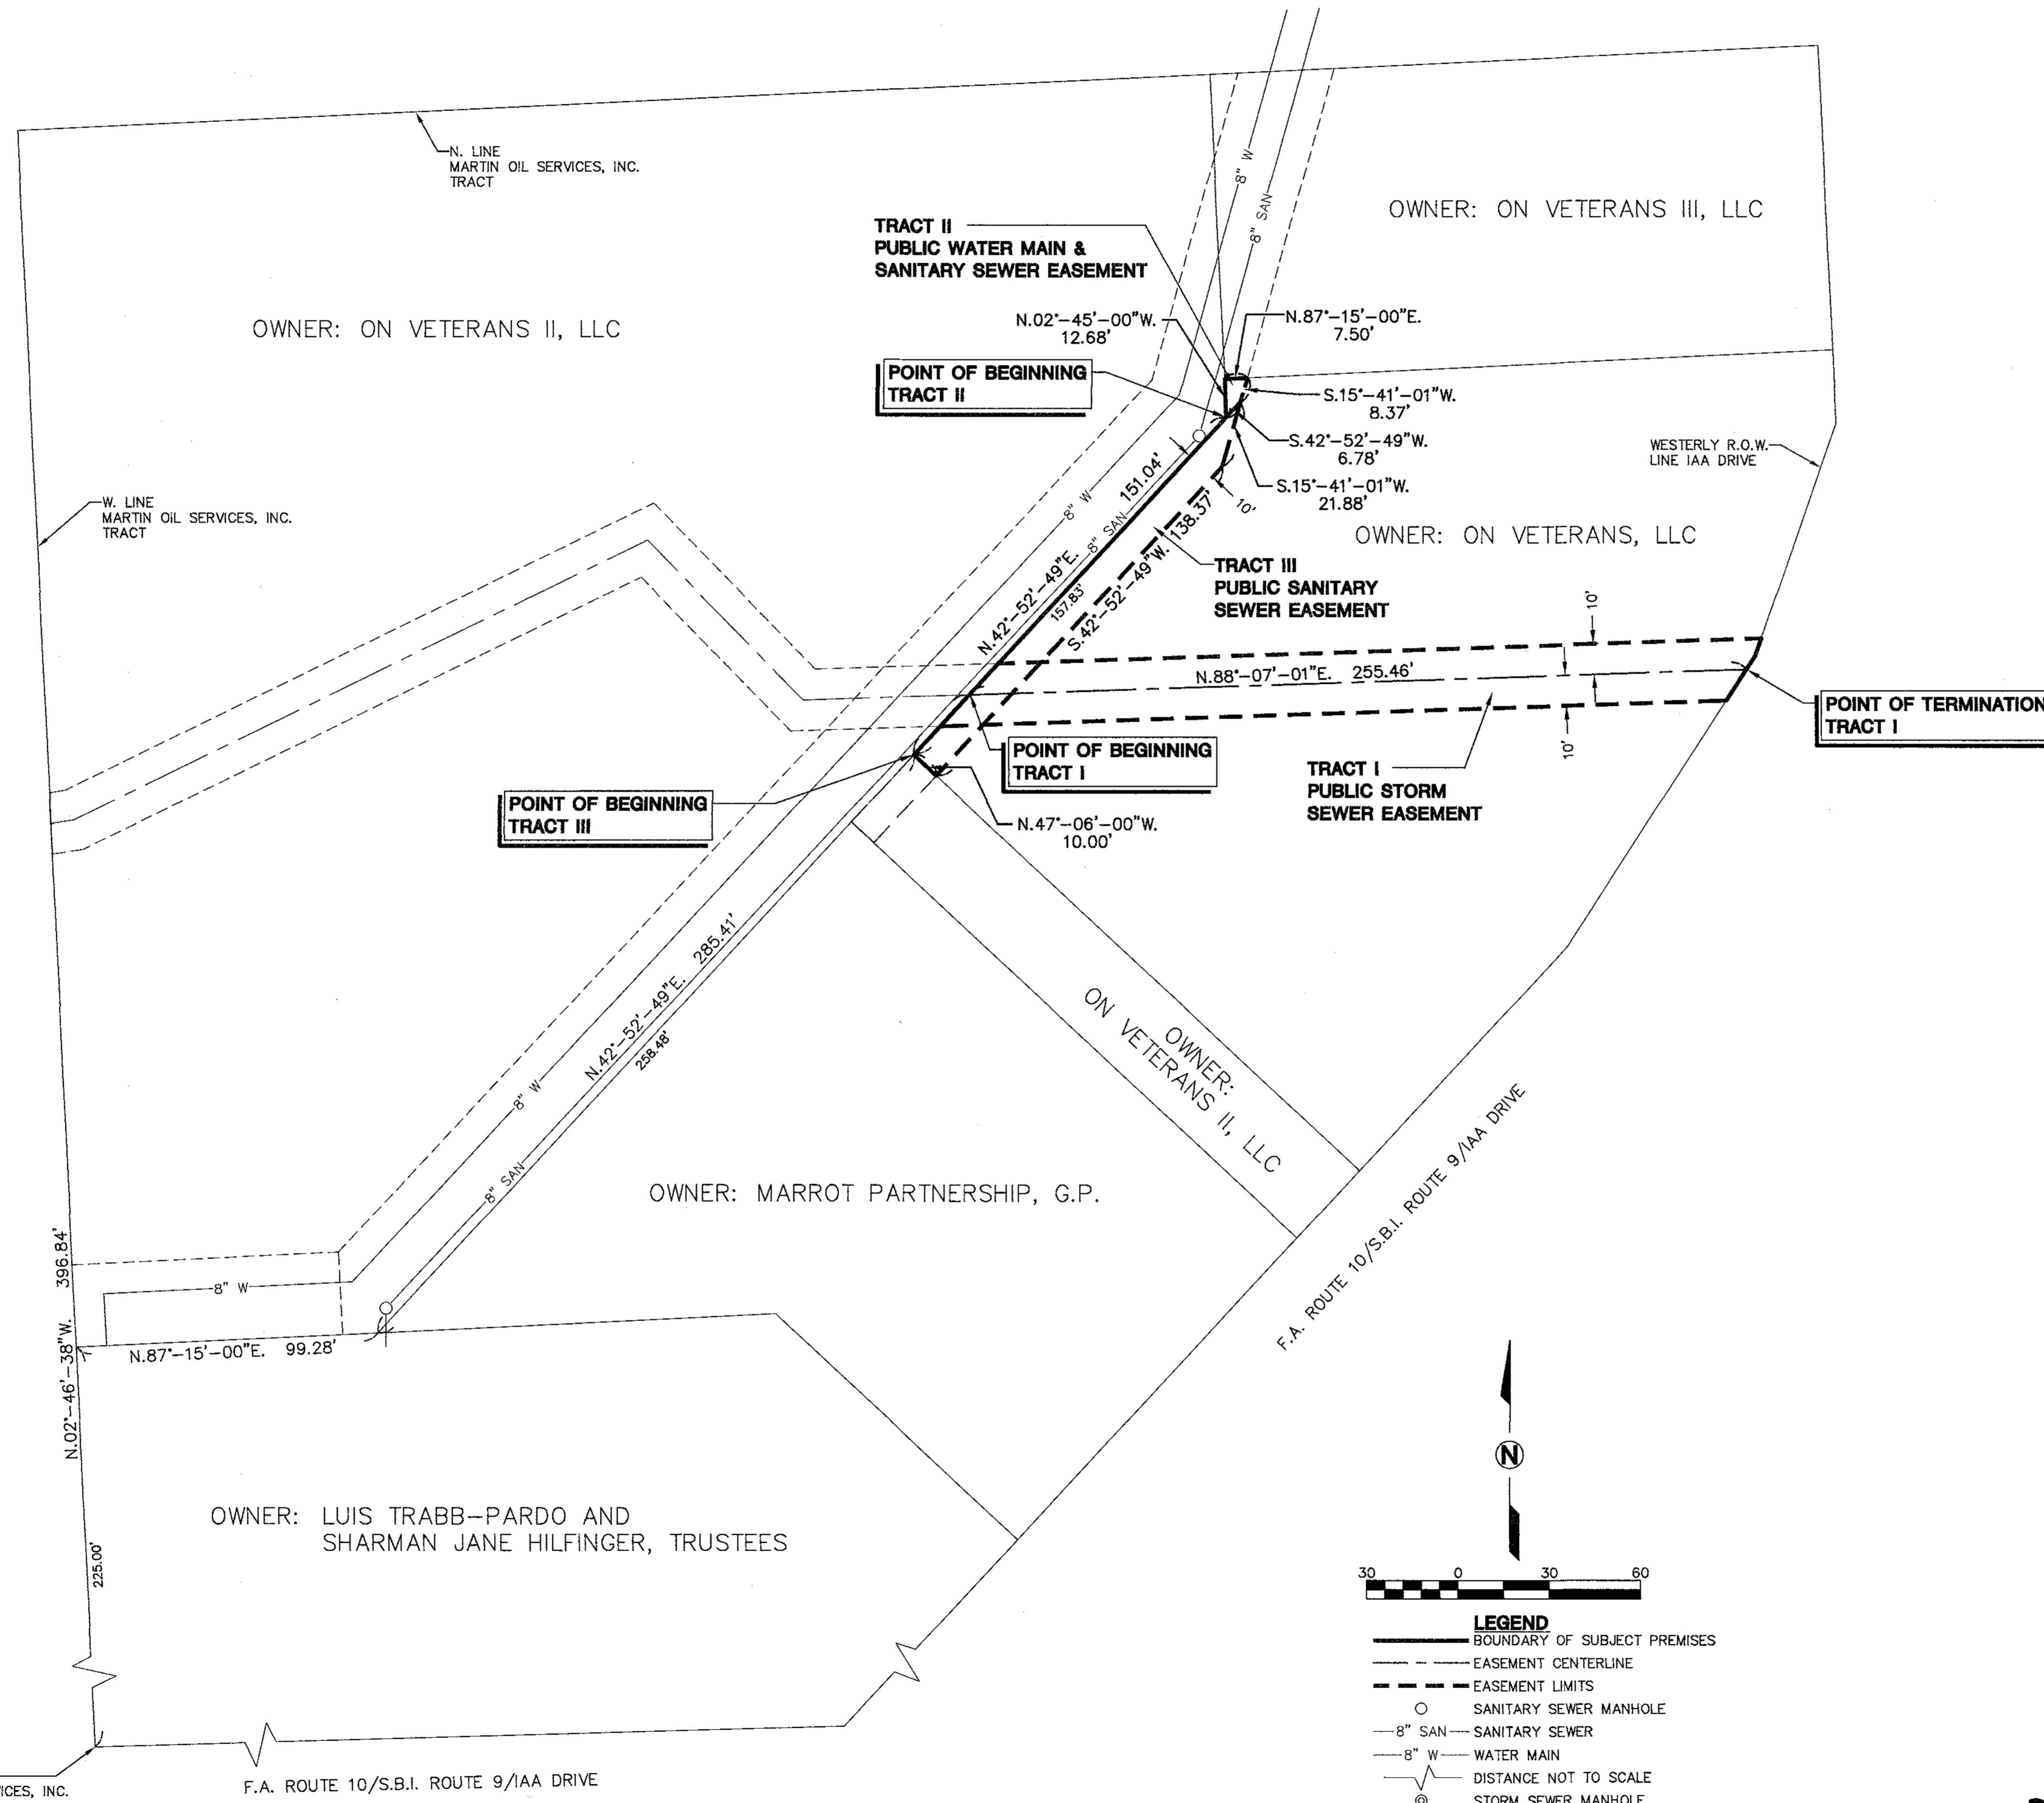 N. LINE
MARTIN OIL SERVICES, INC.
TRACT
8" W
8" SAN
OWNER: ON VETERANS III, LLC
TRACT II
PUBLIC WATER MAIN &
SANITARY SEWER EASEMENT
OWNER: ON VETERANS II, LLC
N.02°-45'-00"W.
12.68'
N.87°-15'-00"E.
7.50'
POINT OF BEGINNING
TRACT II
S.15°-41'-01"W.
8.37'
S.42°-52'-49"W.
6.78'
S.15°-41'-01"W.
21.88'
WESTERLY R.O.W.
LINE IAA DRIVE
W. LINE
MARTIN OIL SERVICES, INC.
TRACT
8" W
8" SAN
151.04'
10'
N.42°-52'-49"E.
157.83'
S.42°-52'-49"W. 138.37'
OWNER: ON VETERANS, LLC
TRACT III
PUBLIC SANITARY
SEWER EASEMENT
10'
N.88°-07'-01"E. 255.46'
10'
POINT OF TERMINATION
TRACT I
POINT OF BEGINNING
TRACT I
TRACT I
PUBLIC STORM
SEWER EASEMENT
POINT OF BEGINNING
TRACT III
N.47°-06'-00"W.
10.00'
N.42°-52'-49"E. 285.41'
258.48'
8" W
8" SAN
OWNER:
ON VETERANS II, LLC
F.A. ROUTE 10/S.B.I. ROUTE 9/IAA DRIVE
OWNER: MARROT PARTNERSHIP, G.P.
8" W
N.87°-15'-00"E. 99.28'
N.02°-46'-38"W. 396.84'
225.00'
OWNER: LUIS TRABB-PARDO AND
SHARMAN JANE HILFINGER, TRUSTEES
N
30 0 30 60
LEGEND
BOUNDARY OF SUBJECT PREMISES
EASEMENT CENTERLINE
EASEMENT LIMITS
SANITARY SEWER MANHOLE
8" SAN SANITARY SEWER
8" W WATER MAIN
DISTANCE NOT TO SCALE
STORM SEWER MANHOLE
INC.
F.A. ROUTE 10/S.B.I. ROUTE 9/IAA DRIVE